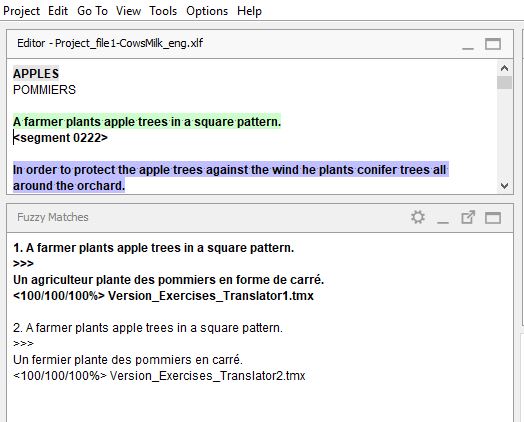 Project Edit Go To View Tools Options Help
Editor - Project_file1-CowsMilk_eng.xlf
APPLES
POMMIERS
A farmer plants apple trees in a square pattern.
<segment 0222>
In order to protect the apple trees against the wind he plants conifer trees all
around the orchard.
Fuzzy Matches
1. A farmer plants apple trees in a square pattern.
>>>
Un agriculteur plante des pommiers en forme de carré.
<100/100/100%> Version_Exercises_Translator1.tmx
2. A farmer plants apple trees in a square pattern.
>>>
Un fermier plante des pommiers en carré.
<100/100/100%> Version_Exercises_Translator2.tmx